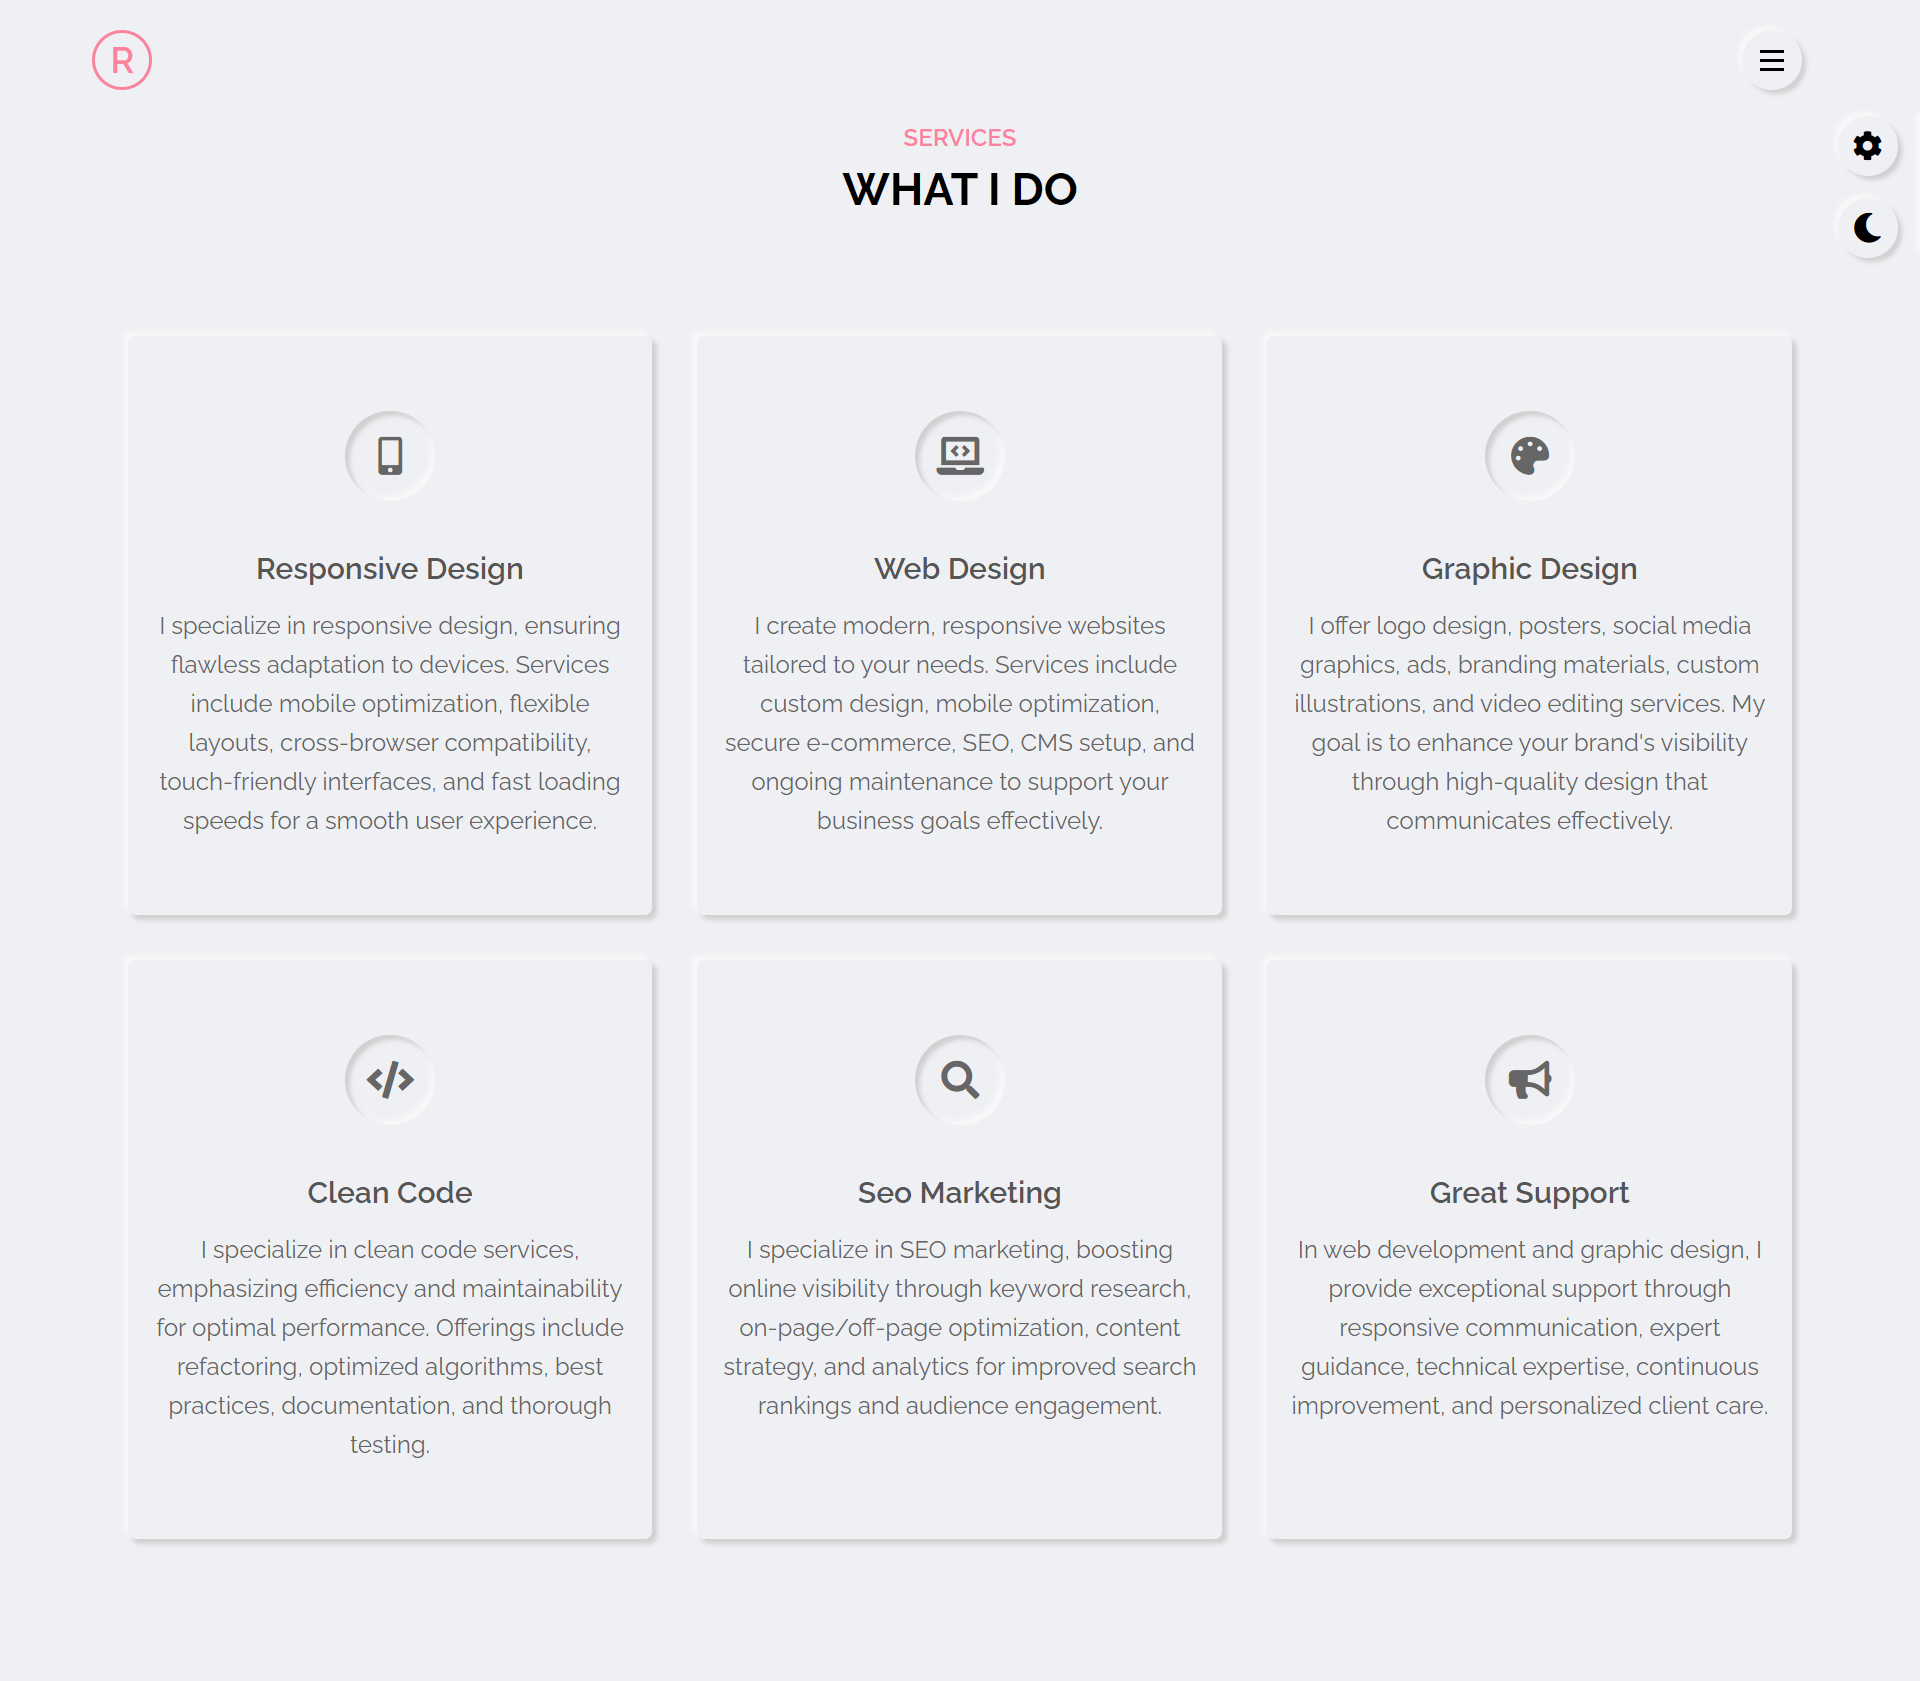 R
SERVICES
WHAT I DO
Responsive Design
I specialize in responsive design, ensuring
flawless adaptation to devices. Services
include mobile optimization, flexible
layouts, cross-browser compatibility,
touch-friendly interfaces, and fast loading
speeds for a smooth user experience.
Web Design
I create modern, responsive websites
tailored to your needs. Services include
custom design, mobile optimization,
secure e-commerce, SEO, CMS setup, and
ongoing maintenance to support your
business goals effectively.
Graphic Design
I offer logo design, posters, social media
graphics, ads, branding materials, custom
illustrations, and video editing services. My
goal is to enhance your brand's visibility
through high-quality design that
communicates effectively.
Clean Code
I specialize in clean code services,
emphasizing efficiency and maintainability
for optimal performance. Offerings include
refactoring, optimized algorithms, best
practices, documentation, and thorough
testing.
Seo Marketing
I specialize in SEO marketing, boosting
online visibility through keyword research,
on-page/off-page optimization, content
strategy, and analytics for improved search
rankings and audience engagement.
Great Support
In web development and graphic design, I
provide exceptional support through
responsive communication, expert
guidance, technical expertise, continuous
improvement, and personalized client care.